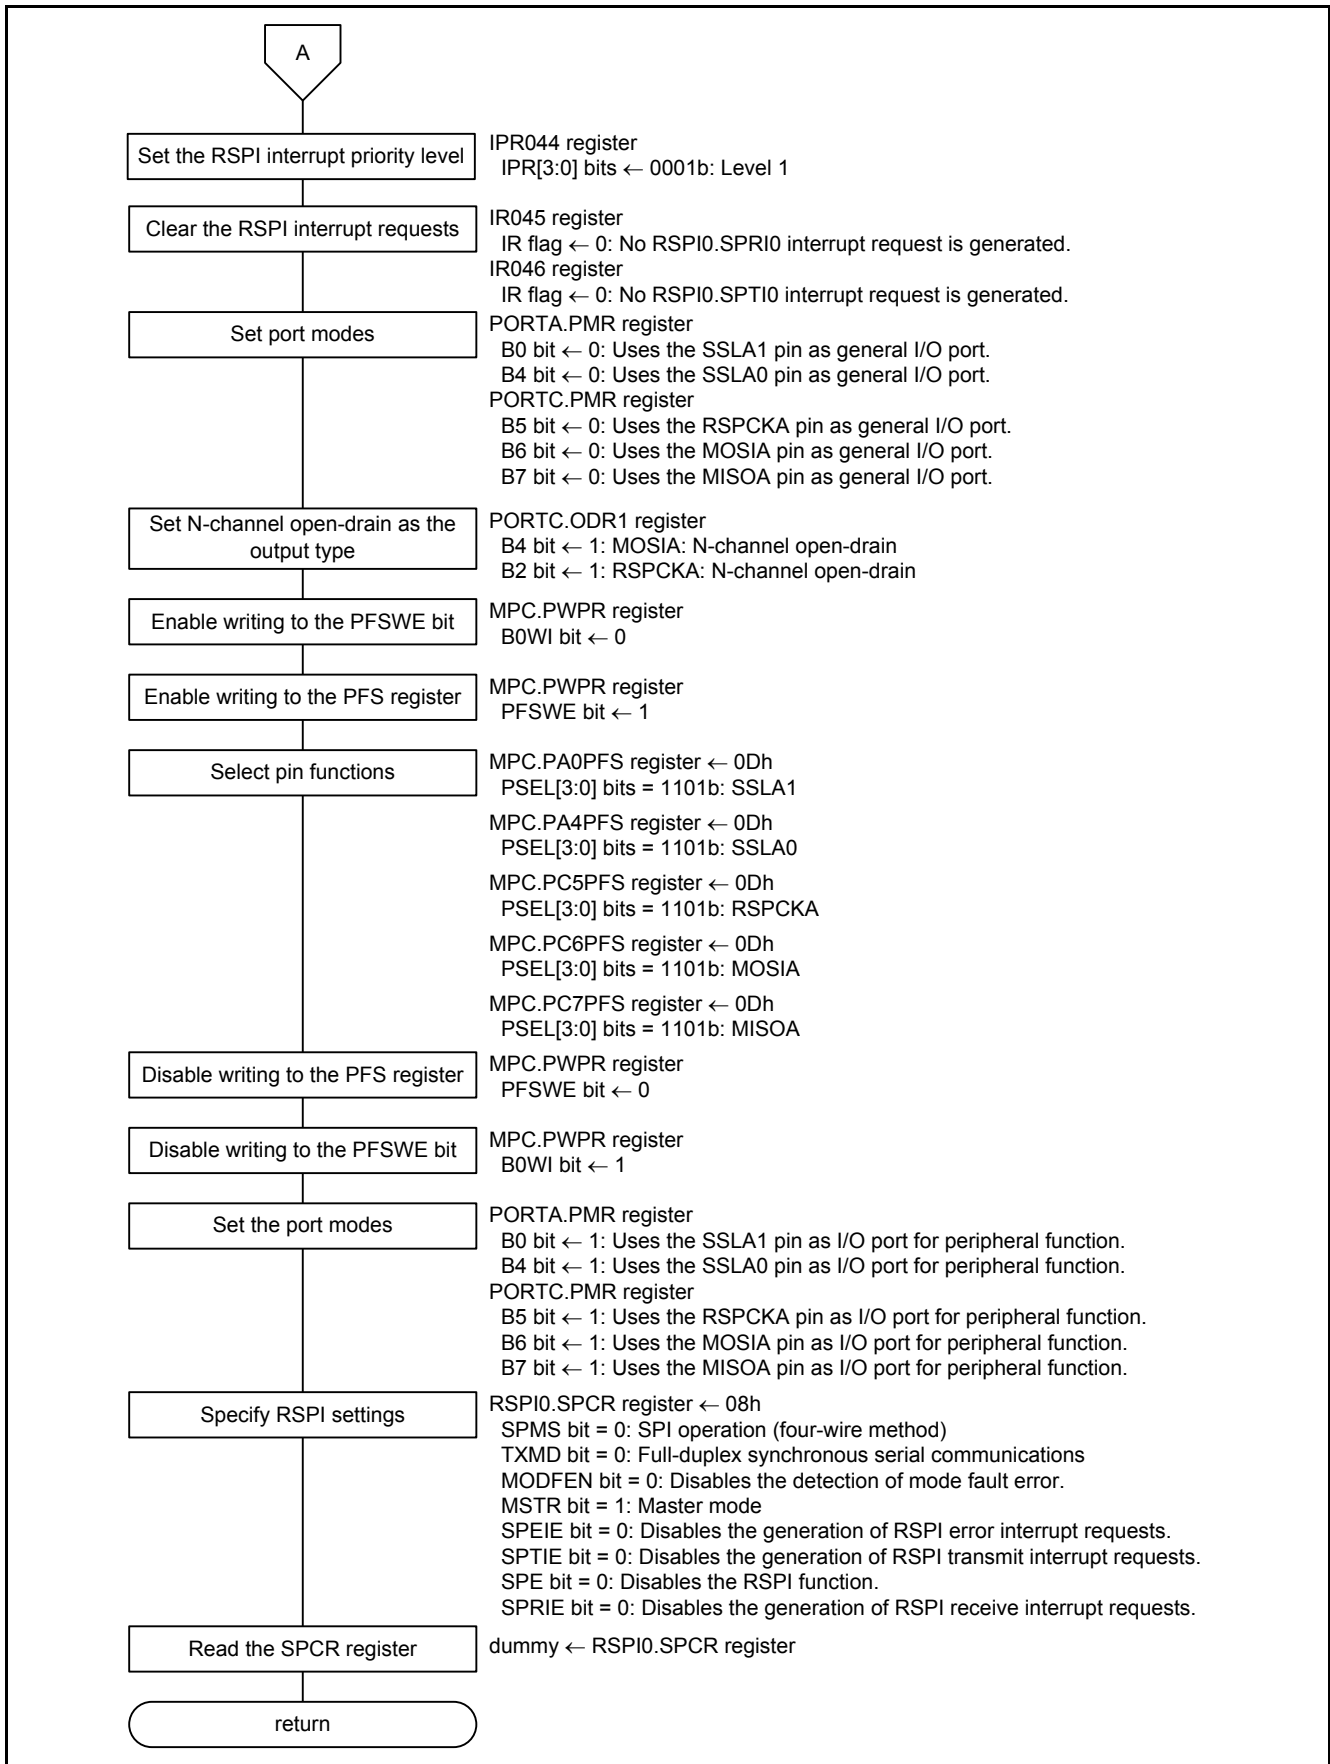 A
Set the RSPI interrupt priority level
IPR044 register
IPR[3:0] bits ← 0001b: Level 1
Clear the RSPI interrupt requests
IR045 register
IR flag ← 0: No RSPI0.SPRI0 interrupt request is generated.
IR046 register
IR flag ← 0: No RSPI0.SPTI0 interrupt request is generated.
Set port modes
PORTA.PMR register
B0 bit ← 0: Uses the SSLA1 pin as general I/O port.
B4 bit ← 0: Uses the SSLA0 pin as general I/O port.
PORTC.PMR register
B5 bit ← 0: Uses the RSPCKA pin as general I/O port.
B6 bit ← 0: Uses the MOSIA pin as general I/O port.
B7 bit ← 0: Uses the MISOA pin as general I/O port.
Set N-channel open-drain as the
output type
PORTC.ODR1 register
B4 bit ← 1: MOSIA: N-channel open-drain
B2 bit ← 1: RSPCKA: N-channel open-drain
Enable writing to the PFSWE bit
MPC.PWPR register
B0WI bit ← 0
Enable writing to the PFS register
MPC.PWPR register
PFSWE bit ← 1
Select pin functions
MPC.PA0PFS register ← 0Dh
PSEL[3:0] bits = 1101b: SSLA1
MPC.PA4PFS register ← 0Dh
PSEL[3:0] bits = 1101b: SSLA0
MPC.PC5PFS register ← 0Dh
PSEL[3:0] bits = 1101b: RSPCKA
MPC.PC6PFS register ← 0Dh
PSEL[3:0] bits = 1101b: MOSIA
MPC.PC7PFS register ← 0Dh
PSEL[3:0] bits = 1101b: MISOA
Disable writing to the PFS register
MPC.PWPR register
PFSWE bit ← 0
Disable writing to the PFSWE bit
MPC.PWPR register
B0WI bit ← 1
Set the port modes
PORTA.PMR register
B0 bit ← 1: Uses the SSLA1 pin as I/O port for peripheral function.
B4 bit ← 1: Uses the SSLA0 pin as I/O port for peripheral function.
PORTC.PMR register
B5 bit ← 1: Uses the RSPCKA pin as I/O port for peripheral function.
B6 bit ← 1: Uses the MOSIA pin as I/O port for peripheral function.
B7 bit ← 1: Uses the MISOA pin as I/O port for peripheral function.
Specify RSPI settings
RSPI0.SPCR register ← 08h
SPMS bit = 0: SPI operation (four-wire method)
TXMD bit = 0: Full-duplex synchronous serial communications
MODFEN bit = 0: Disables the detection of mode fault error.
MSTR bit = 1: Master mode
SPEIE bit = 0: Disables the generation of RSPI error interrupt requests.
SPTIE bit = 0: Disables the generation of RSPI transmit interrupt requests.
SPE bit = 0: Disables the RSPI function.
SPRIE bit = 0: Disables the generation of RSPI receive interrupt requests.
Read the SPCR register
dummy ← RSPI0.SPCR register
return